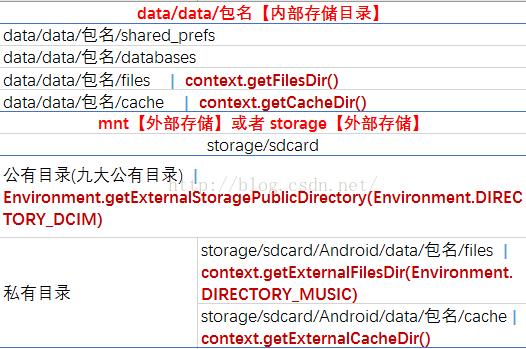 data/data/包名【内部存储目录】
data/data/包名/shared_prefs
data/data/包名/databases
data/data/包名/files | context.getFilesDir()
data/data/包名/cache | context.getCacheDir()
mnt【外部存储】或者 storage【外部存储】
storage/sdcard
公有目录(九大公有目录) |
Environment.getExternalStoragePublicDirectory(Environment.DIREC
TORY_DCIM)
http://blog.csdn.net/
私有目录
storage/sdcard/Android/data/包名/files |
context.getExternalFilesDir(Environment.
DIRECTORY_MUSIC)
storage/sdcard/Android/data/包名/cache |
context.getExternalCacheDir()